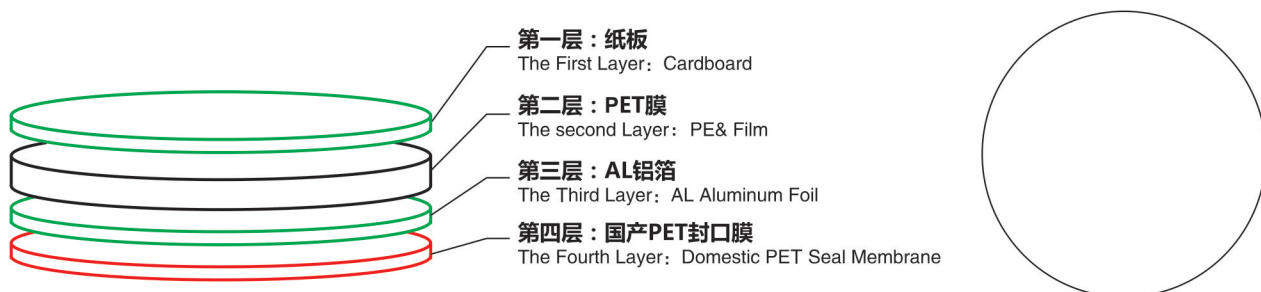 第一层：纸板
The First Layer：Cardboard
第二层：PET膜
The second Layer：PE& Film
第三层：AL铝箔
The Third Layer：AL Aluminum Foil
第四层：国产PET封口膜
The Fourth Layer：Domestic PET Seal Membrane